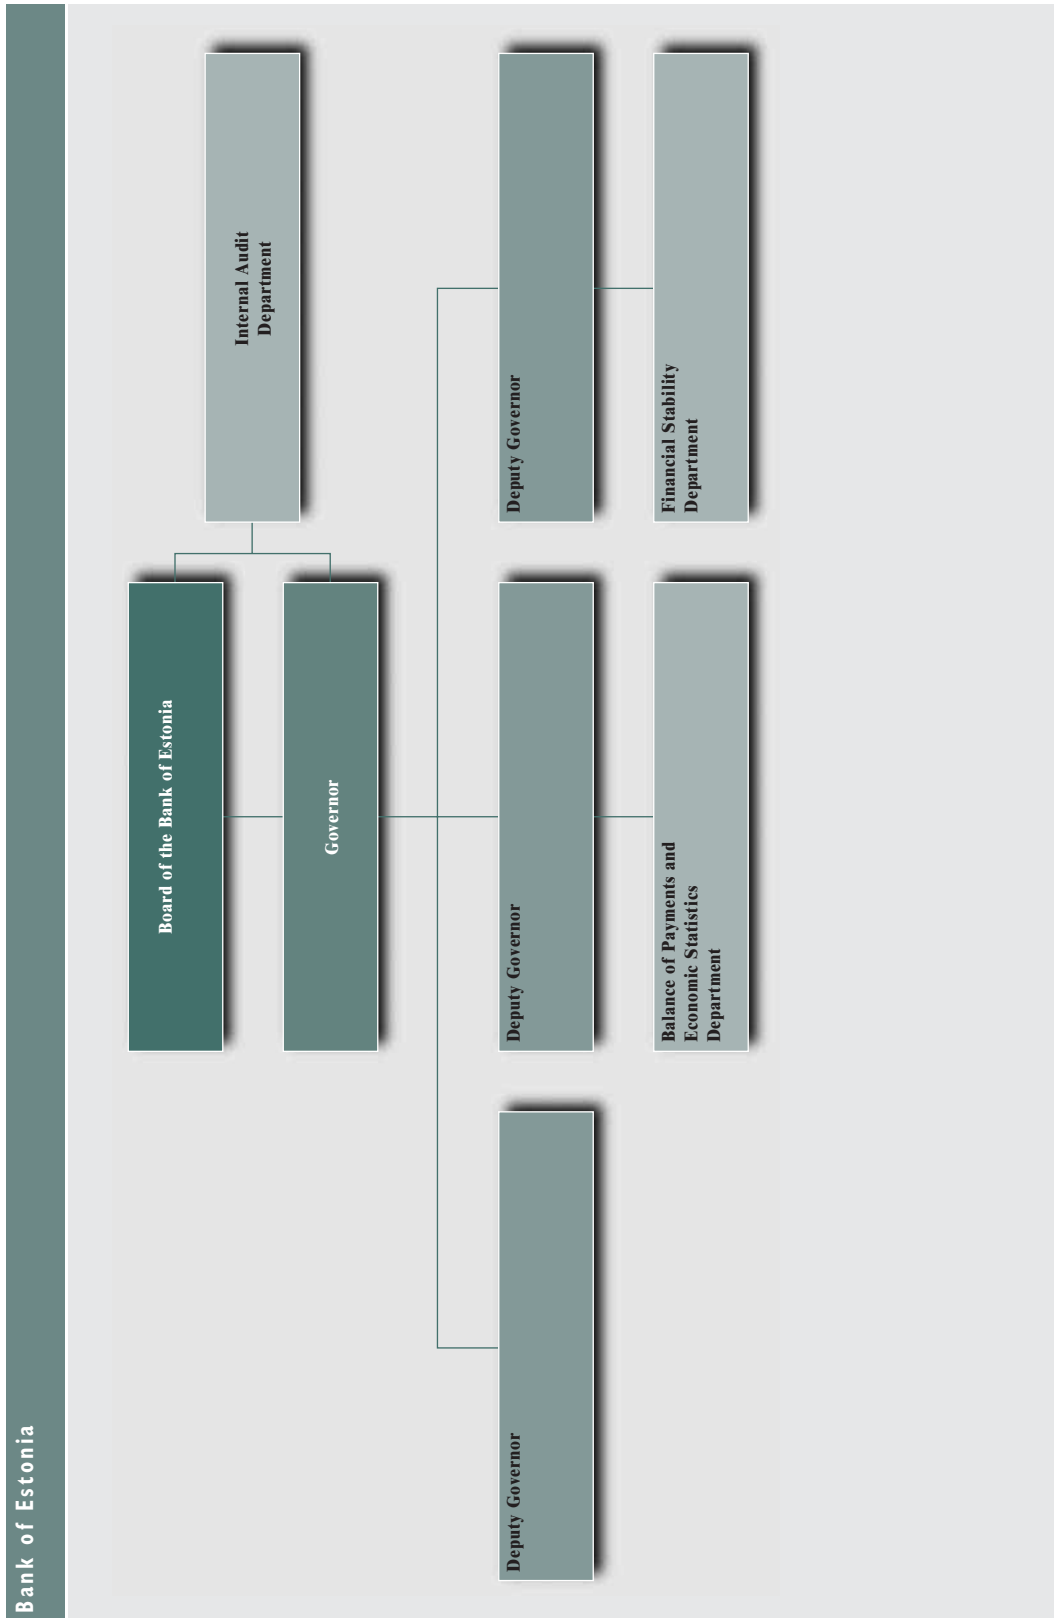 Bank of Estonia
Board of the Bank of Estonia
Internal Audit
Department
Governor
Deputy Governor
Deputy Governor
Deputy Governor
Balance of Payments and
Economic Statistics
Department
Financial Stability
Department